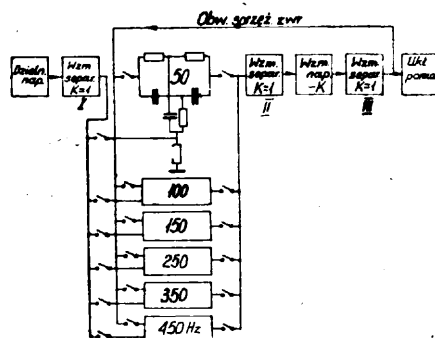 Obw. sprzęż zwr
Dzieln.
nap.
Wzm.
separ.
K=1
I
50
Wzm.
separ.
K=1
II
Wzm.
nap.
-K
Wzm.
separ.
K=1
III
Ukł
pomia
100
150
250
350
450 Hz